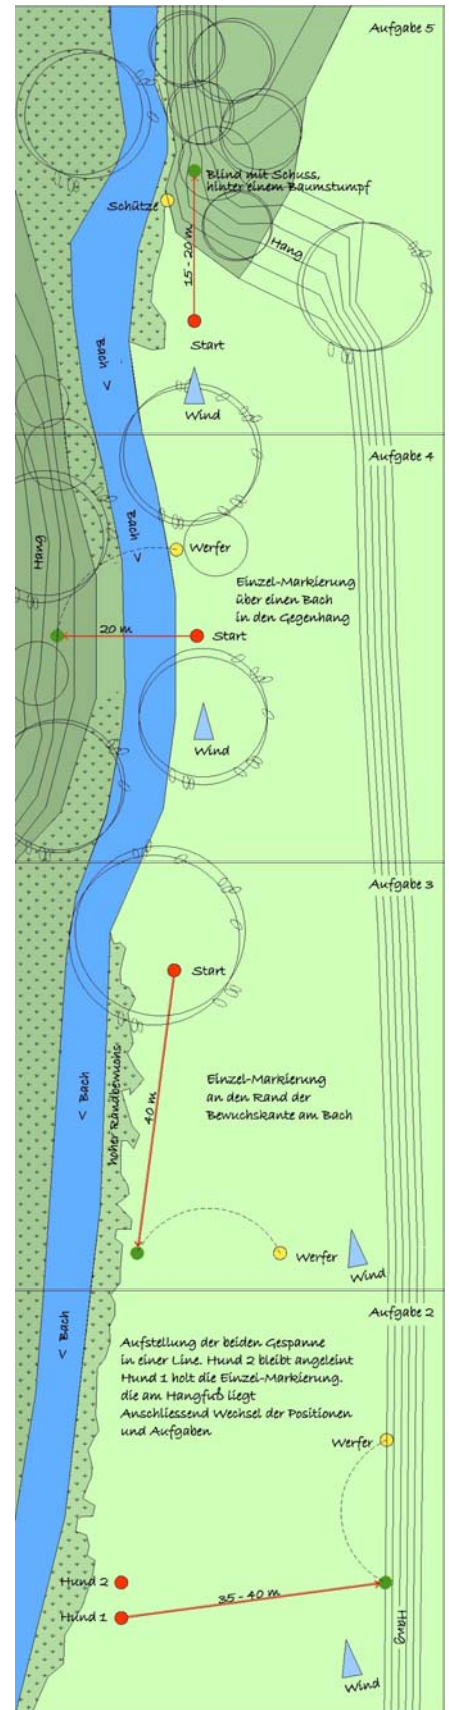 Aufgabe 5
Blind mit Schuss,
hinter einem Baumstumpf
Schütze
15 - 20 m
Hang
Start
Bach >
Wind
Aufgabe 4
Bach >
Werfer
Hang
Einzel-Markierung
über einen Bach
in den Gegenhang
20 m
Start
Wind
Aufgabe 3
Start
Einzel-Markierung
an den Rand der
Bewuchskante am Bach
< Bach
hoher Randbewuchs
40 m
Werfer
Wind
Aufgabe 2
< Bach
Aufstellung der beiden Gespanne
in einer Line. Hund 2 bleibt angeleint
Hund 1 holt die Einzel-Markierung.
die am Hangfuß liegt
Anschliessend Wechsel der Positionen
und Aufgaben
Werfer
Hund 2
35 - 40 m
Hund 1
Hang
Wind